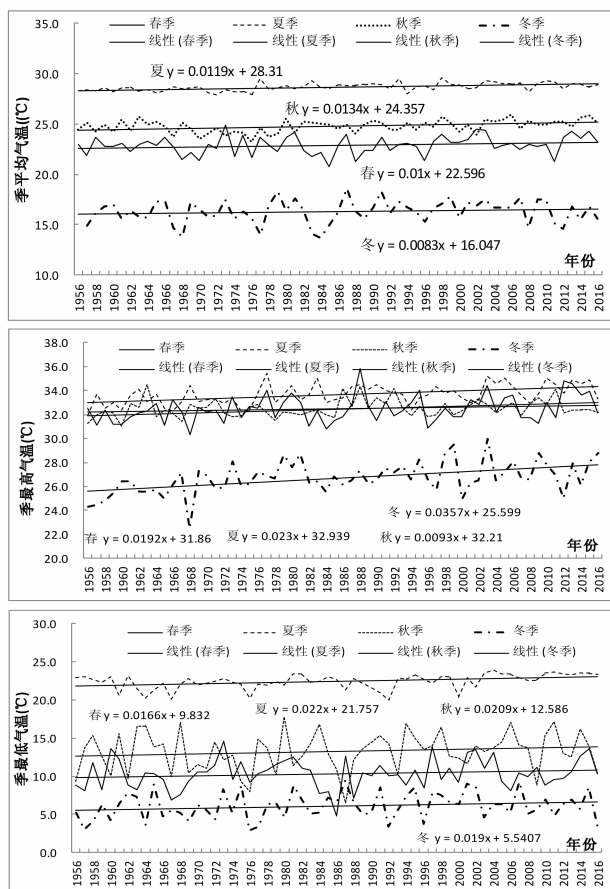 春季 夏季 秋季 冬季
线性 (春季) 线性 (夏季) 线性 (秋季) 线性 (冬季)
35.0
30.0
25.0
20.0
15.0
10.0
季平均气温((℃)
夏 y = 0.0119x + 28.31
秋 y = 0.0134x + 24.357
春 y = 0.01x + 22.596
冬 y = 0.0083x + 16.047
年份
1956 1958 1960 1962 1964 1966 1968 1970 1972 1974 1976 1978 1980 1982 1984 1986 1988 1990 1992 1994 1996 1998 2000 2002 2004 2006 2008 2010 2012 2014 2016
春季 夏季 秋季 冬季
线性 (春季) 线性 (夏季) 线性 (秋季) 线性 (冬季)
38.0
36.0
34.0
32.0
30.0
28.0
26.0
24.0
22.0
20.0
季最高气温(℃)
冬 y = 0.0357x + 25.599
春 y = 0.0192x + 31.86 夏 y = 0.023x + 32.939 秋 y = 0.0093x + 32.21
年份
1956 1958 1960 1962 1964 1966 1968 1970 1972 1974 1976 1978 1980 1982 1984 1986 1988 1990 1992 1994 1996 1998 2000 2002 2004 2006 2008 2010 2012 2014 2016
春季 夏季 秋季 冬季
线性 (春季) 线性 (夏季) 线性 (秋季) 线性 (冬季)
30.0
25.0
20.0
15.0
10.0
5.0
0.0
季最低气温(℃)
春 y = 0.0166x + 9.832 夏 y = 0.022x + 21.757 秋 y = 0.0209x + 12.586
冬 y = 0.019x + 5.5407
年份
1956 1958 1960 1962 1964 1966 1968 1970 1972 1974 1976 1978 1980 1982 1984 1986 1988 1990 1992 1994 1996 1998 2000 2002 2004 2006 2008 2010 2012 2014 2016